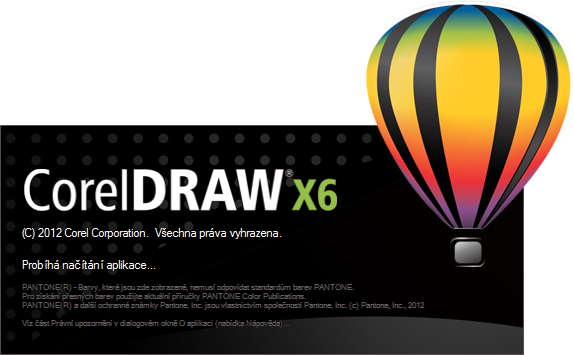 CorelDRAW® X6
(C) 2012 Corel Corporation. Všechna práva vyhrazena.
Probíhá načítání aplikace...
PANTONE(R) - Barvy, které jsou zde zobrazené, nemusí odpovídat standardům barev PANTONE.
Pro získání přesných barev použijte aktuální příručky PANTONE Color Publications.
PANTONE(R) a další ochranné známky Pantone, Inc. jsou vlastnictvím společnosti Pantone, Inc. (c) Pantone, Inc., 2012
Viz část Právní upozornění v dialogovém okně O aplikaci (nabídka Nápověda)...